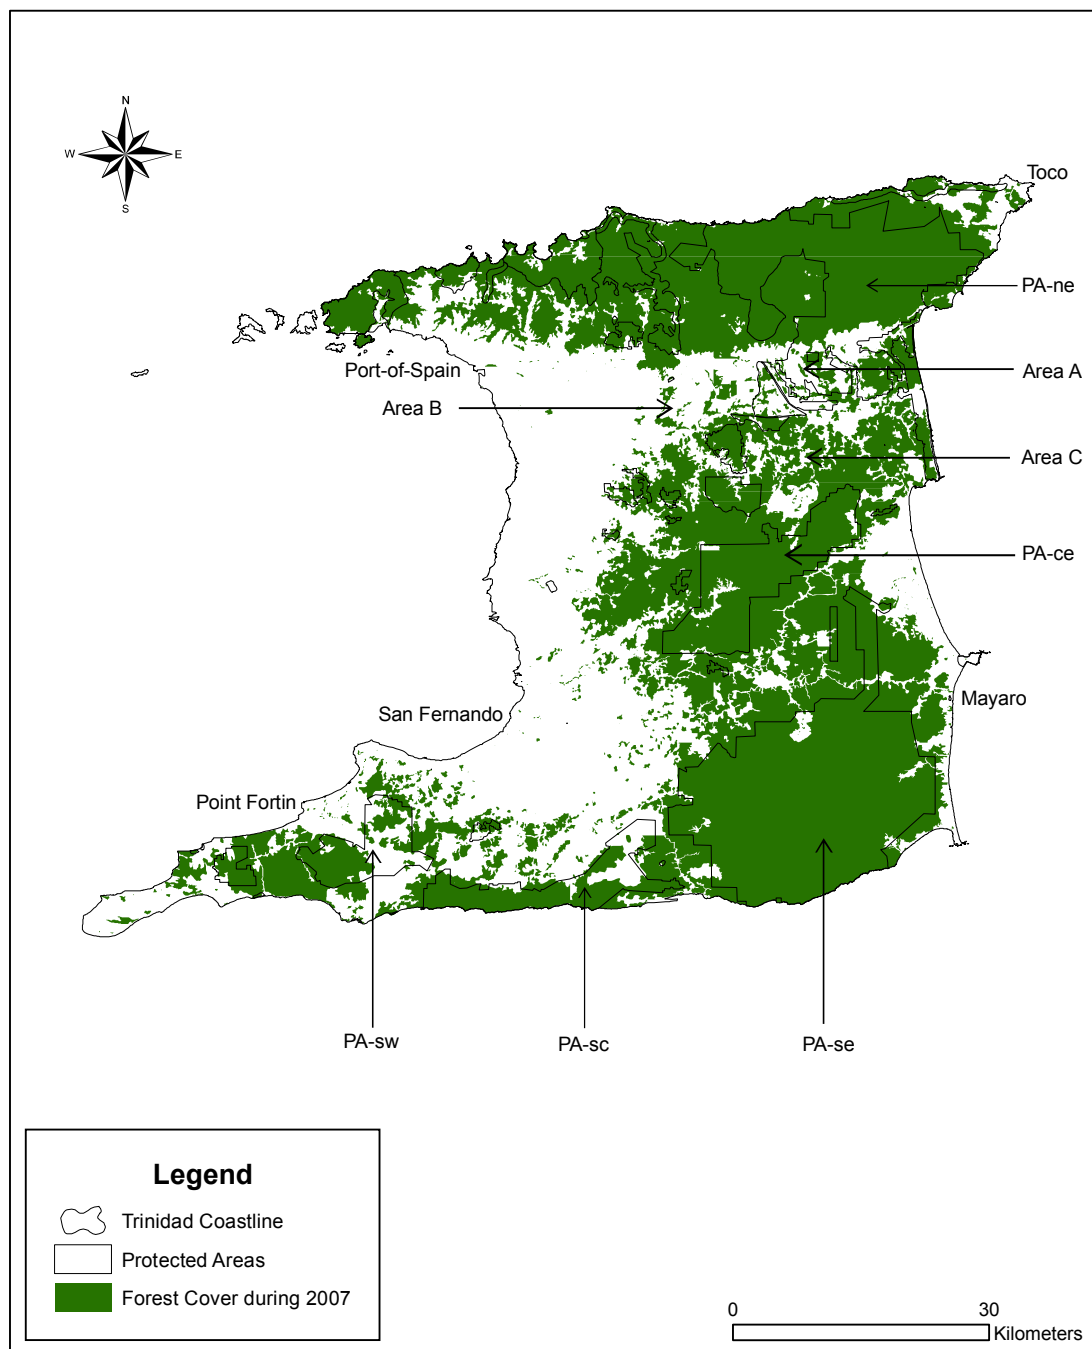 N
W E
S
Toco
PA-ne
Port-of-Spain
Area A
Area B
Area C
PA-ce
Mayaro
San Fernando
Point Fortin
PA-sw
PA-sc
PA-se
Legend
Trinidad Coastline
Protected Areas
Forest Cover during 2007
0 30
Kilometers